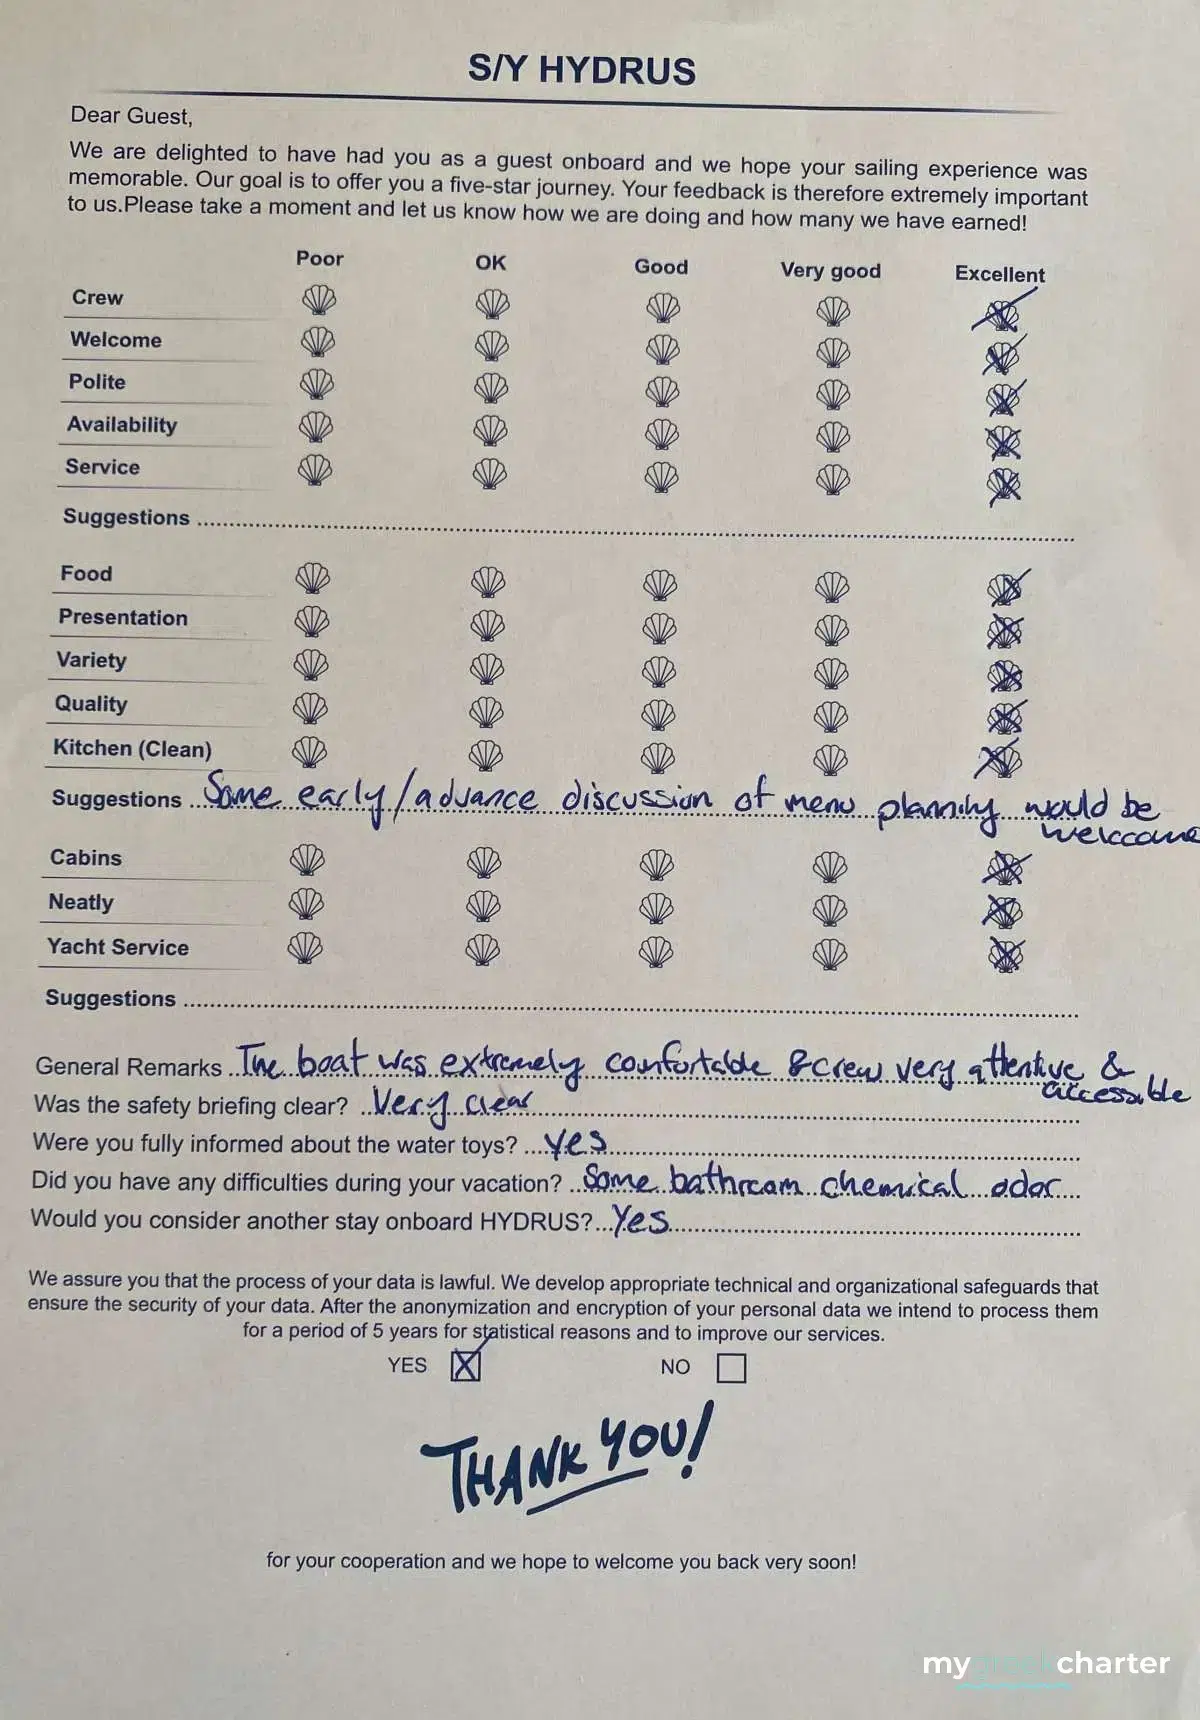 S/Y HYDRUS
Dear Guest,
We are delighted to have had you as a guest onboard and we hope your sailing experience was
memorable. Our goal is to offer you a five-star journey. Your feedback is therefore extremely important
to us.Please take a moment and let us know how we are doing and how many we have earned!
Poor OK Good Very good Excellent
Crew
Welcome
Polite
Availability
Service
Suggestions
Food
Presentation
Variety
Quality
Kitchen (Clean)
Suggestions Some early/advance discussion of menu planning would be
welcome
Cabins
Neatly
Yacht Service
Suggestions
General Remarks The boat was extremely comfortable & crew very attentive &
accessible
Was the safety briefing clear? Very clear
Were you fully informed about the water toys? yes
Did you have any difficulties during your vacation? Some bathroom chemical odor
Would you consider another stay onboard HYDRUS? Yes
We assure you that the process of your data is lawful. We develop appropriate technical and organizational safeguards that
ensure the security of your data. After the anonymization and encryption of your personal data we intend to process them
for a period of 5 years for statistical reasons and to improve our services.
YES NO
THANK YOU!
for your cooperation and we hope to welcome you back very soon!
mygreekcharter